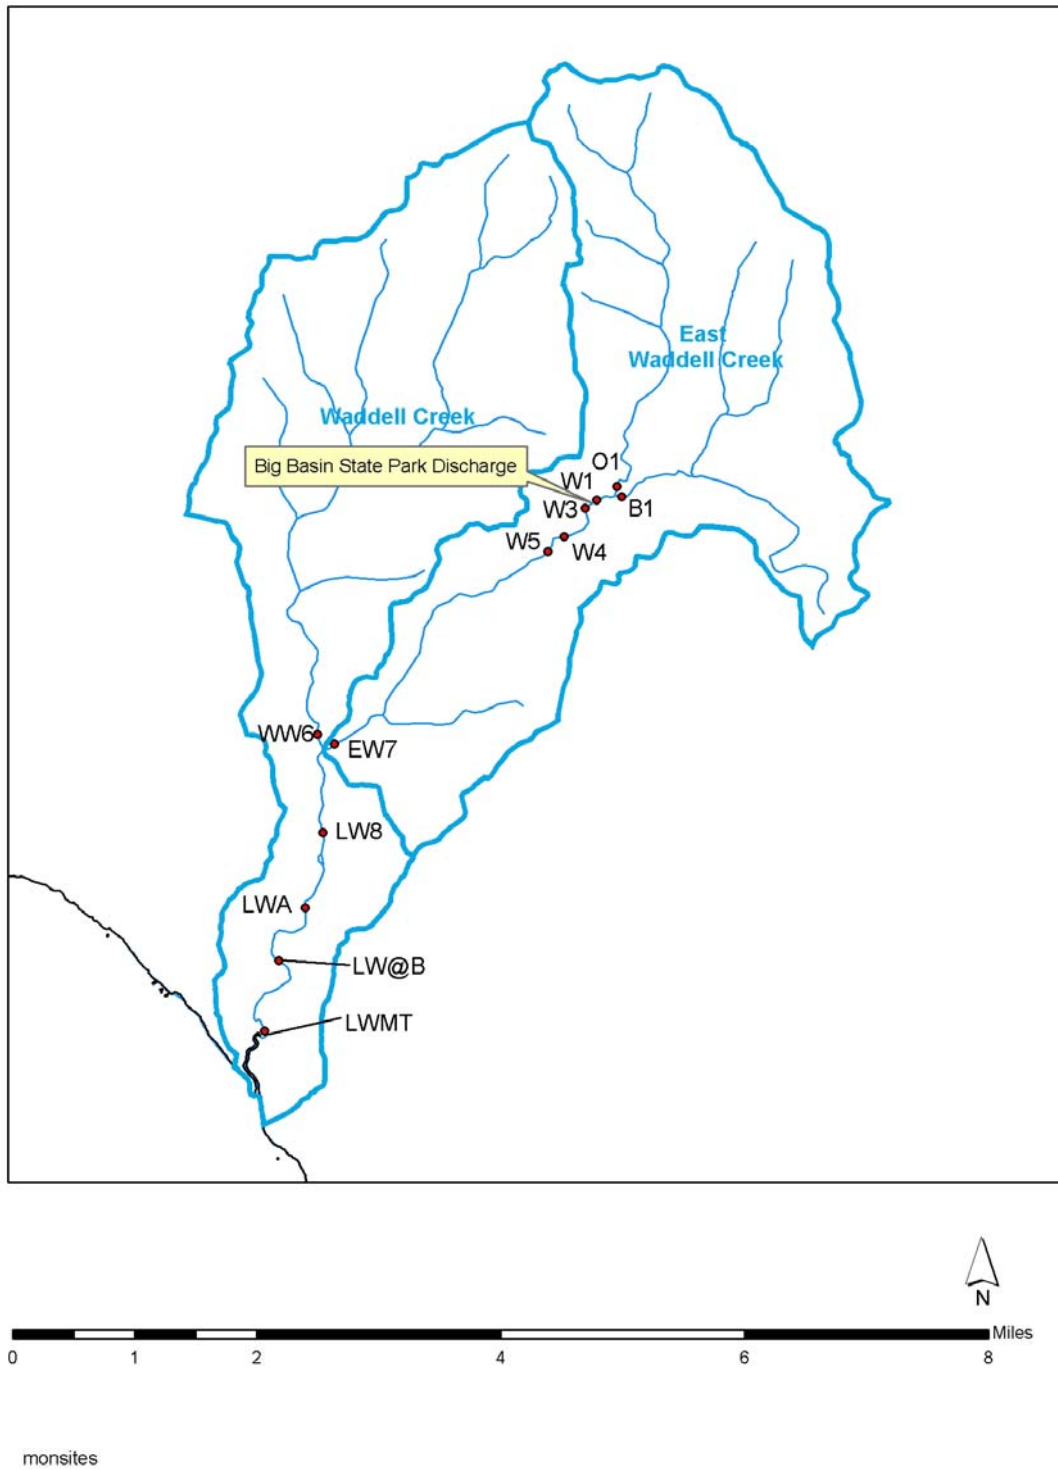 East
Waddell Creek
Waddell Creek
Big Basin State Park Discharge
O1
W1
B1
W3
W5
W4
WW6
EW7
LW8
LWA
LW@B
LWMT
N
Miles
0 1 2 4 6 8
monsites